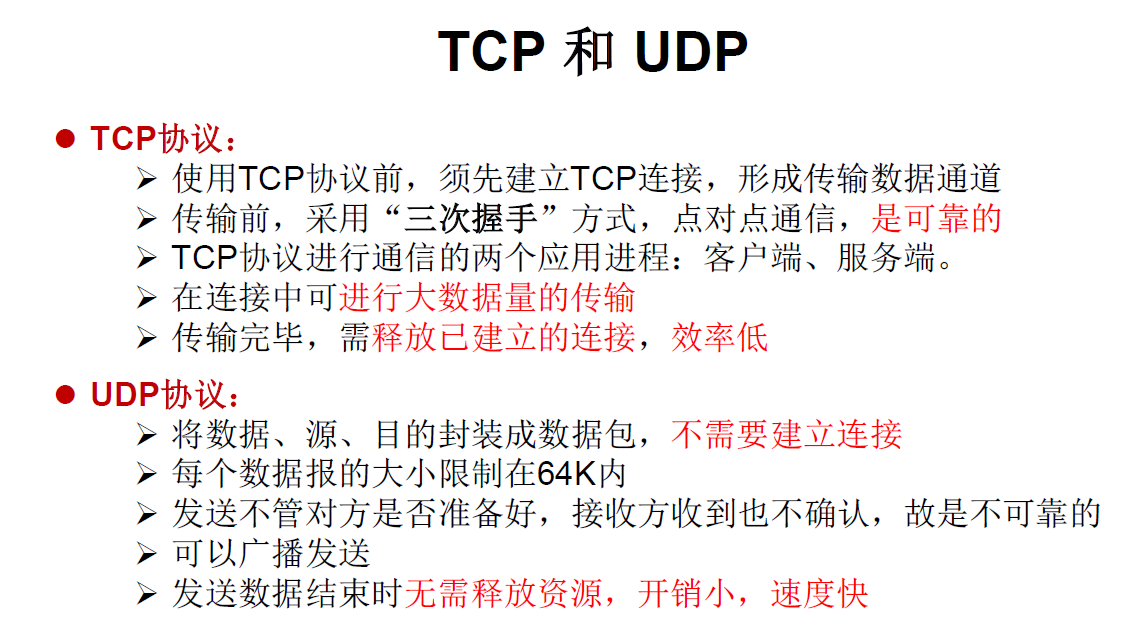 TCP 和 UDP
TCP协议：
使用TCP协议前，须先建立TCP连接，形成传输数据通道
传输前，采用“三次握手”方式，点对点通信，是可靠的
TCP协议进行通信的两个应用进程：客户端、服务端。
在连接中可进行大数据量的传输
传输完毕，需释放已建立的连接，效率低
UDP协议：
将数据、源、目的封装成数据包，不需要建立连接
每个数据报的大小限制在64K内
发送不管对方是否准备好，接收方收到也不确认，故是不可靠的
可以广播发送
发送数据结束时无需释放资源，开销小，速度快